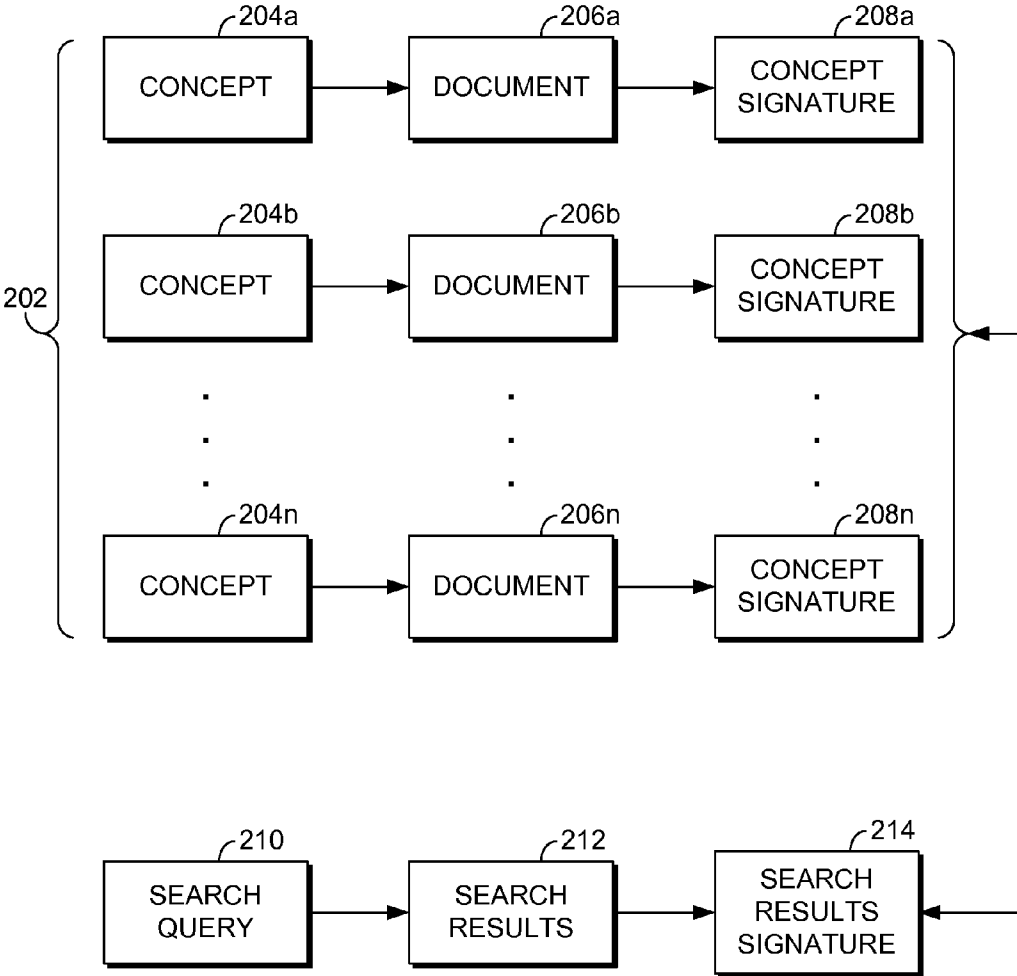 204a
206a
208a
CONCEPT
DOCUMENT
CONCEPT
SIGNATURE
204b
206b
208b
CONCEPT
DOCUMENT
CONCEPT
SIGNATURE
202
204n
206n
208n
CONCEPT
DOCUMENT
CONCEPT
SIGNATURE
210
212
214
SEARCH
QUERY
SEARCH
RESULTS
SEARCH
RESULTS
SIGNATURE